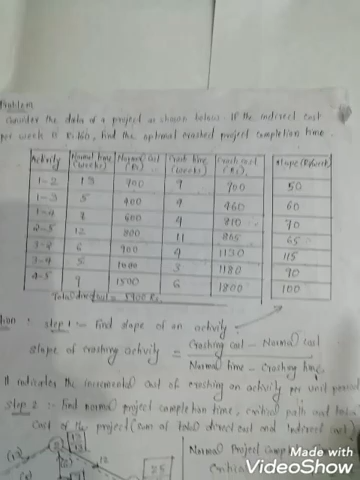 Problem
Consider the data of a project as shown below. If the indirect cost
per week is Rs.160, find the optimal crashed project completion time.
Activity Normal time (weeks) Normal Cost (Rs) Crash time (weeks) Crash cost (Rs) slope (Rs/week)
1-2 13 700 9 900 50
1-3 5 400 4 460 60
1-4 7 600 4 810 70
2-5 12 800 11 865 65
3-2 6 900 4 1130 115
3-4 5 1000 3 1180 90
4-5 9 1500 6 1800 100
Total direct cost = 5900 Rs.
step 1 :- Find slope of an activity
slope of crashing activity = Crashing cost - Normal cost
Normal time - Crashing time
It indicates the incremental cost of crashing an activity per unit period
step 2 :- find normal project completion time, critical path and total
cost of the project (sum of total direct cost and indirect cost)
Normal Project
Critical
12
25
Made with
VideoShow